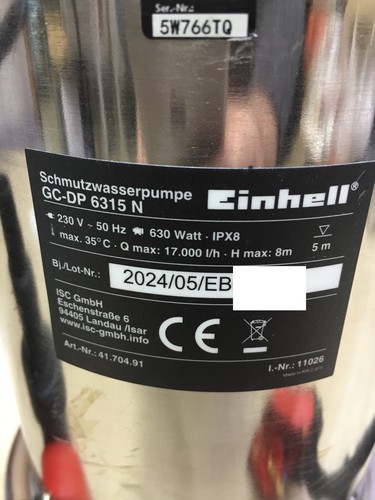 Ser.-Nr.:
5W766TQ
Schmutzwasserpumpe
GC-DP 6315 N
Einhell®
230 V ~ 50 Hz 630 Watt · IPX8
max. 35°C · Q max: 17.000 l/h · H max: 8m
5 m
Bj./Lot-Nr.: 2024/05/EB
ISC GmbH
Eschenstraße 6
94405 Landau /Isar
www.isc-gmbh.info
CE
Art.-Nr.: 41.704.91
I.-Nr.: 11026